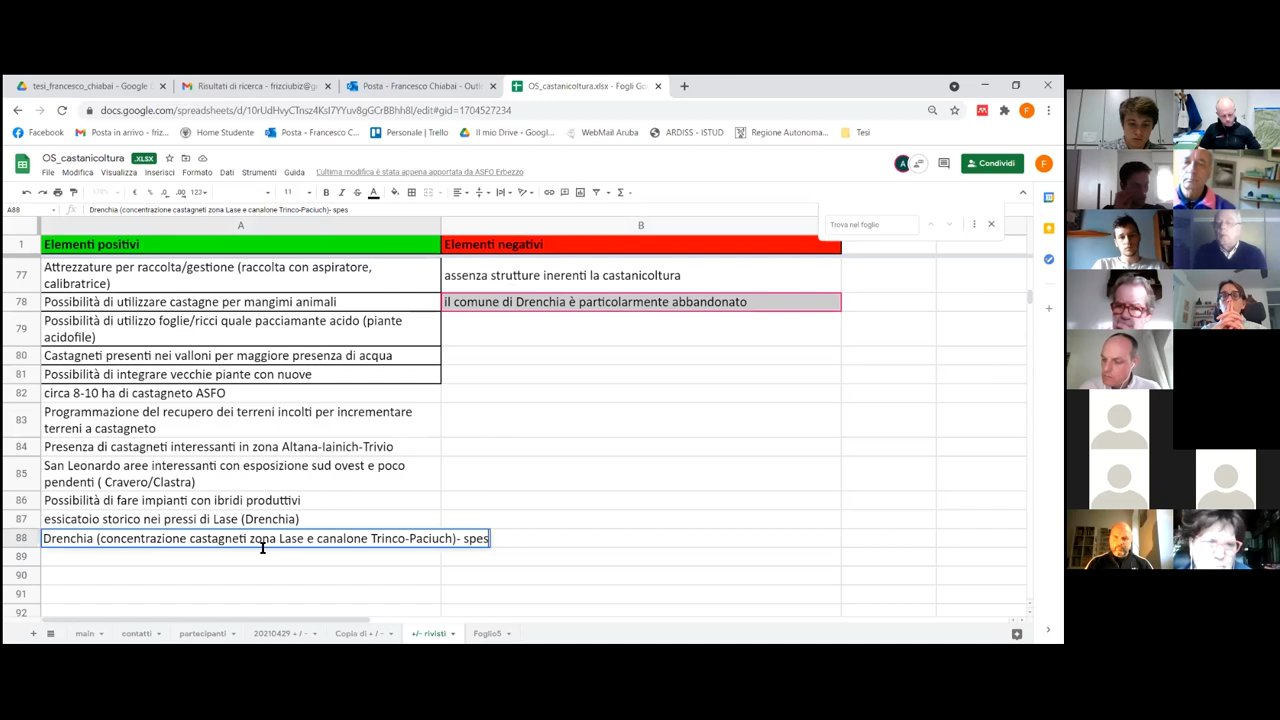 tesi_francesco_chiabai - Google
Risultati di ricerca - frizciubiz@g
Posta - Francesco Chiabai - Outl
OS_castanicoltura.xlsx - Fogli Go
docs.google.com/spreadsheets/d/10rUdHvyCTnsz4KsI7YYuv8gGCrBBhh8l/edit#gid=1704527234
Facebook
Posta in arrivo - friz...
Home Studente
Posta - Francesco C...
Personale | Trello
Il mio Drive - Googl...
WebMail Aruba
ARDISS - ISTUD
Regione Autonoma...
Tesi
OS_castanicoltura .XLSX
File Modifica Visualizza Inserisci Formato Dati Strumenti Guida L'ultima modifica è stata appena apportata da ASFO Erbezzo
A Condividi F
€ % .0 .00 123 11 B I S A
A88 fx Drenchia (concentrazione castagneti zona Lase e canalone Trinco-Paciuch)- spes
Trova nel foglio
A B
1 Elementi positivi Elementi negativi
77 Attrezzature per raccolta/gestione (raccolta con aspiratore,
calibratrice) assenza strutture inerenti la castanicoltura
78 Possibilità di utilizzare castagne per mangimi animali il comune di Drenchia è particolarmente abbandonato
79 Possibilità di utilizzo foglie/ricci quale pacciamante acido (piante
acidofile)
80 Castagneti presenti nei valloni per maggiore presenza di acqua
81 Possibilità di integrare vecchie piante con nuove
82 circa 8-10 ha di castagneto ASFO
83 Programmazione del recupero dei terreni incolti per incrementare
terreni a castagneto
84 Presenza di castagneti interessanti in zona Altana-Iainich-Trivio
85 San Leonardo aree interessanti con esposizione sud ovest e poco
pendenti ( Cravero/Clastra)
86 Possibilità di fare impianti con ibridi produttivi
87 essicatoio storico nei pressi di Lase (Drenchia)
88 Drenchia (concentrazione castagneti zona Lase e canalone Trinco-Paciuch)- spes
89
90
91
92
main contatti partecipanti 20210429 + / - Copia di + / - +/- rivisti Foglio5